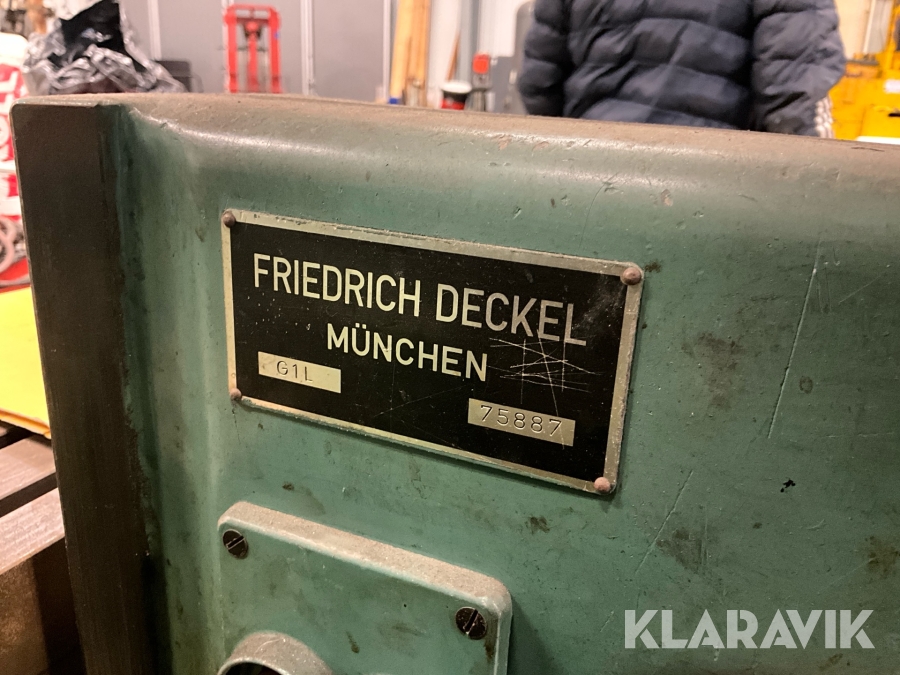 FRIEDRICH DECKEL
MÜNCHEN
G1L
75887
KLARAVIK